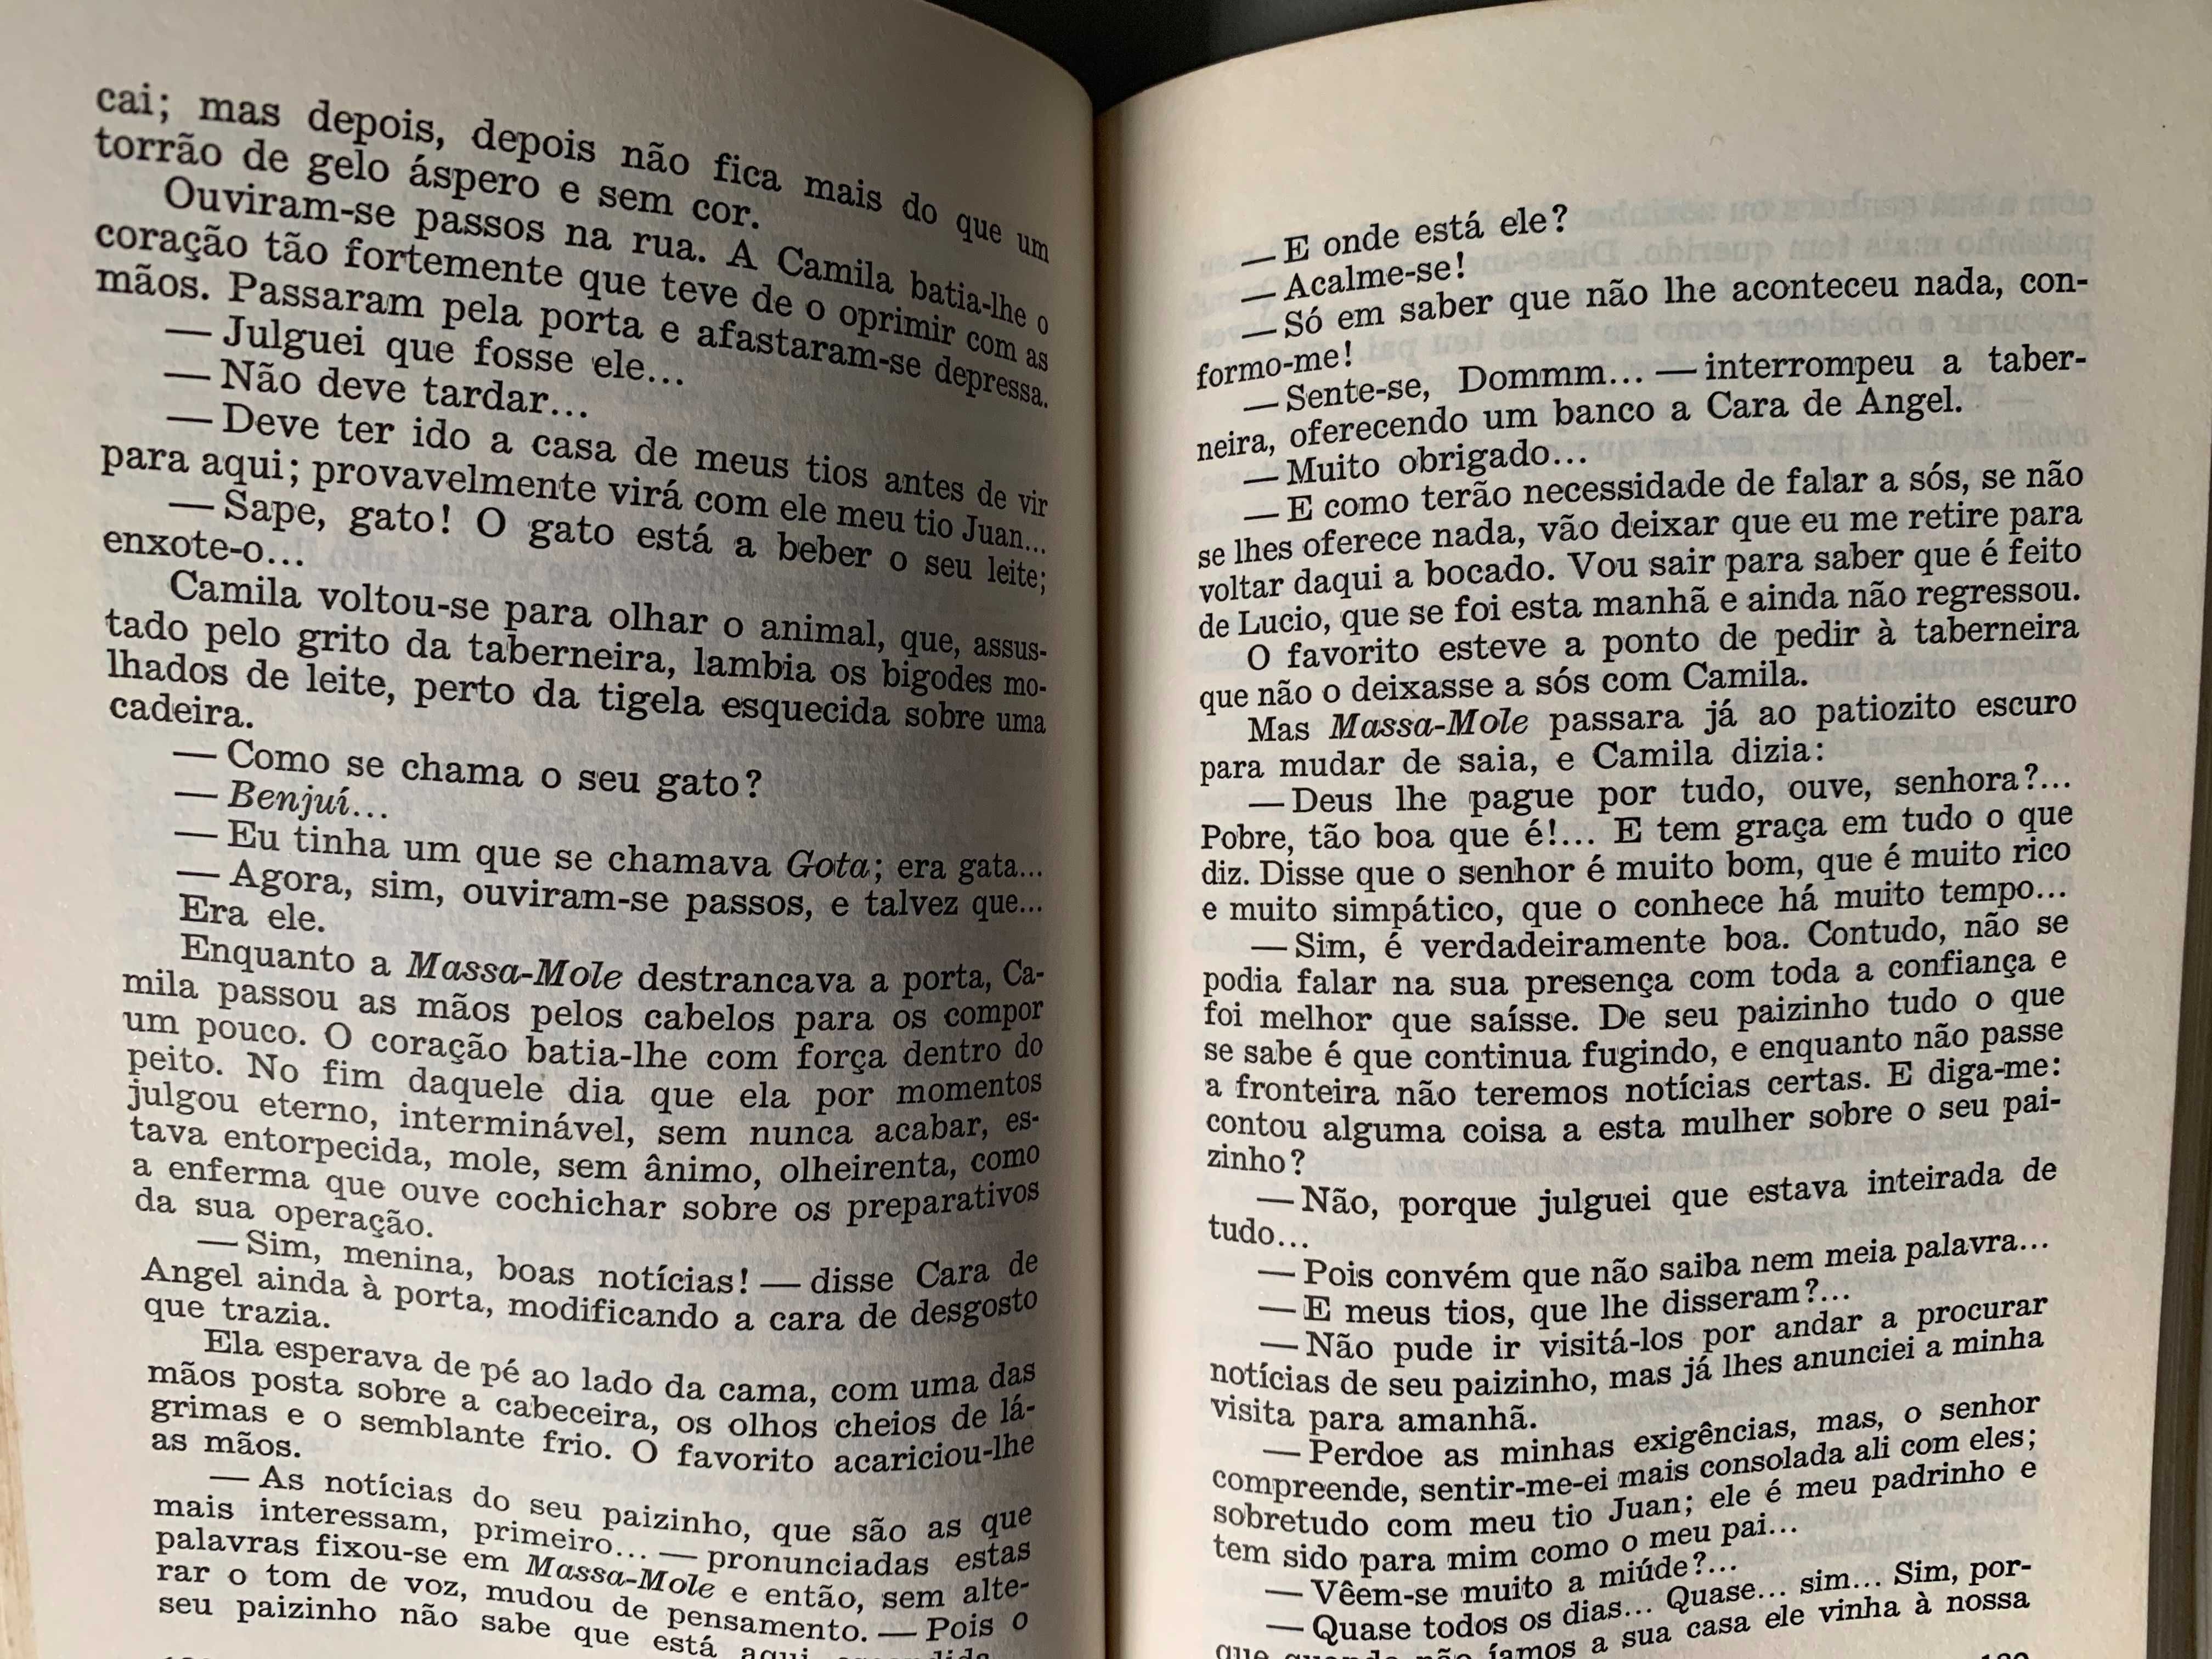 cai; mas depois, depois não fica mais do que um
torrão de gelo áspero e sem cor.
Ouviram-se passos na rua. A Camila batia-lhe o
coração tão fortemente que teve de o oprimir com as
mãos. Passaram pela porta e afastaram-se depressa.
— Julguei que fosse ele...
— Não deve tardar...
— Deve ter ido a casa de meus tios antes de vir
para aqui; provavelmente virá com ele meu tio Juan...
— Sape, gato! O gato está a beber o seu leite;
enxote-o...
Camila voltou-se para olhar o animal, que, assus-
tado pelo grito da taberneira, lambia os bigodes mo-
lhados de leite, perto da tigela esquecida sobre uma
cadeira.
— Como se chama o seu gato?
— Benjuí...
— Eu tinha um que se chamava Gota; era gata...
— Agora, sim, ouviram-se passos, e talvez que...
Era ele.
Enquanto a Massa-Mole destrancava a porta, Ca-
mila passou as mãos pelos cabelos para os compor
um pouco. O coração batia-lhe com força dentro do
peito. No fim daquele dia que ela por momentos
julgou eterno, interminável, sem nunca acabar, es-
tava entorpecida, mole, sem ânimo, olheirenta, como
a enferma que ouve cochichar sobre os preparativos
da sua operação.
— Sim, menina, boas notícias! — disse Cara de
Angel ainda à porta, modificando a cara de desgosto
que trazia.
Ela esperava de pé ao lado da cama, com uma das
mãos posta sobre a cabeceira, os olhos cheios de lá-
grimas e o semblante frio. O favorito acariciou-lhe
as mãos.
— As notícias do seu paizinho, que são as que
mais interessam, primeiro... — pronunciadas estas
palavras fixou-se em Massa-Mole e então, sem alte-
rar o tom de voz, mudou de pensamento. — Pois o
seu paizinho não sabe que está aqui
— E onde está ele?
— Acalme-se!
— Só em saber que não lhe aconteceu nada, con-
formo-me!
— Sente-se, Dommm... — interrompeu a taber-
neira, oferecendo um banco a Cara de Angel.
— Muito obrigado...
— E como terão necessidade de falar a sós, se não
se lhes oferece nada, vão deixar que eu me retire para
voltar daqui a bocado. Vou sair para saber que é feito
de Lucio, que se foi esta manhã e ainda não regressou.
O favorito esteve a ponto de pedir à taberneira
que não o deixasse a sós com Camila.
Mas Massa-Mole passara já ao patiozito escuro
para mudar de saia, e Camila dizia:
— Deus lhe pague por tudo, ouve, senhora?...
Pobre, tão boa que é!... E tem graça em tudo o que
diz. Disse que o senhor é muito bom, que é muito rico
e muito simpático, que o conhece há muito tempo...
— Sim, é verdadeiramente boa. Contudo, não se
podia falar na sua presença com toda a confiança e
foi melhor que saísse. De seu paizinho tudo o que
se sabe é que continua fugindo, e enquanto não passe
a fronteira não teremos notícias certas. E diga-me:
contou alguma coisa a esta mulher sobre o seu pai-
zinho?
— Não, porque julguei que estava inteirada de
tudo...
— Pois convém que não saiba nem meia palavra...
— E meus tios, que lhe disseram?...
— Não pude ir visitá-los por andar a procurar
notícias de seu paizinho, mas já lhes anunciei a minha
visita para amanhã.
— Perdoe as minhas exigências, mas, o senhor
compreende, sentir-me-ei mais consolada ali com eles;
sobretudo com meu tio Juan; ele é meu padrinho e
tem sido para mim como o meu pai...
— Vêem-se muito a miúde?...
— Quase todos os dias... Quase... sim... Sim, por-
que quando não íamos a sua casa ele vinha à nossa